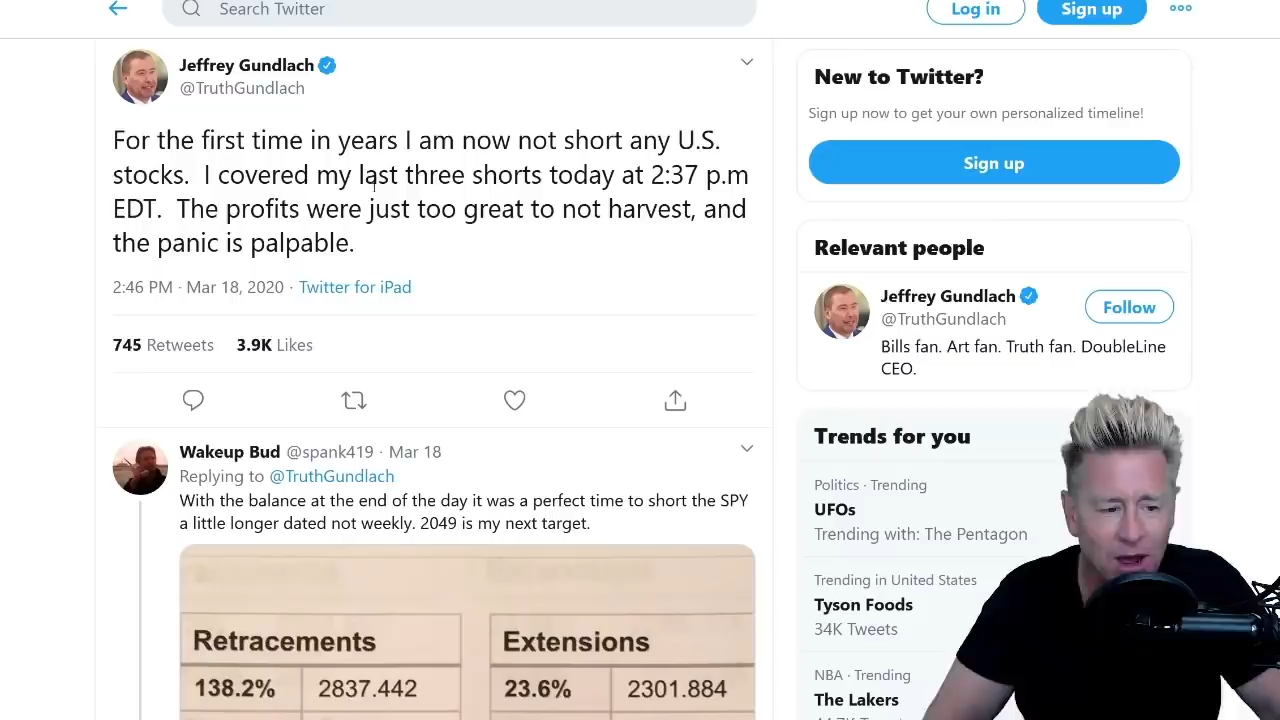 Search Twitter
Log in
Sign up
Jeffrey Gundlach
@TruthGundlach
For the first time in years I am now not short any U.S.
stocks.  I covered my last three shorts today at 2:37 p.m
EDT.  The profits were just too great to not harvest, and
the panic is palpable.
2:46 PM · Mar 18, 2020 · Twitter for iPad
745 Retweets 3.9K Likes
Wakeup Bud @spank419 · Mar 18
Replying to @TruthGundlach
With the balance at the end of the day it was a perfect time to short the SPY
a little longer dated not weekly. 2049 is my next target.
Retracements
138.2% 2837.442
Extensions
23.6% 2301.884
New to Twitter?
Sign up now to get your own personalized timeline!
Sign up
Relevant people
Jeffrey Gundlach
@TruthGundlach
Follow
Bills fan. Art fan. Truth fan. DoubleLine
CEO.
Trends for you
Politics · Trending
UFOs
Trending with: The Pentagon
Trending in United States
Tyson Foods
34K Tweets
NBA · Trending
The Lakers